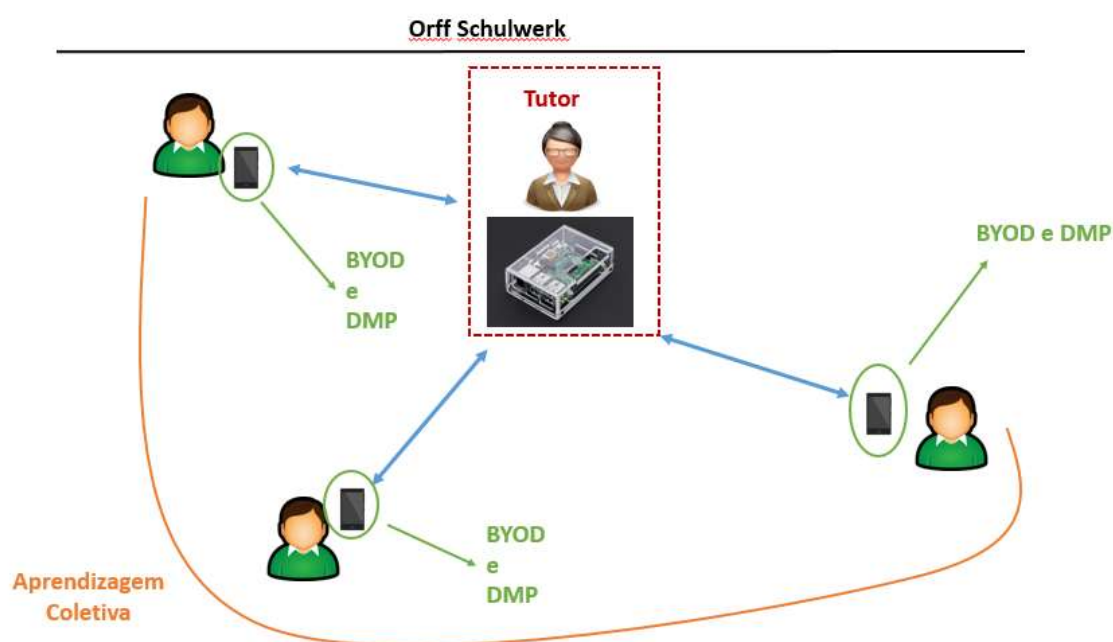 Orff Schulwerk
Tutor
BYOD e DMP
BYOD
e
DMP
BYOD
e
DMP
Aprendizagem
Coletiva